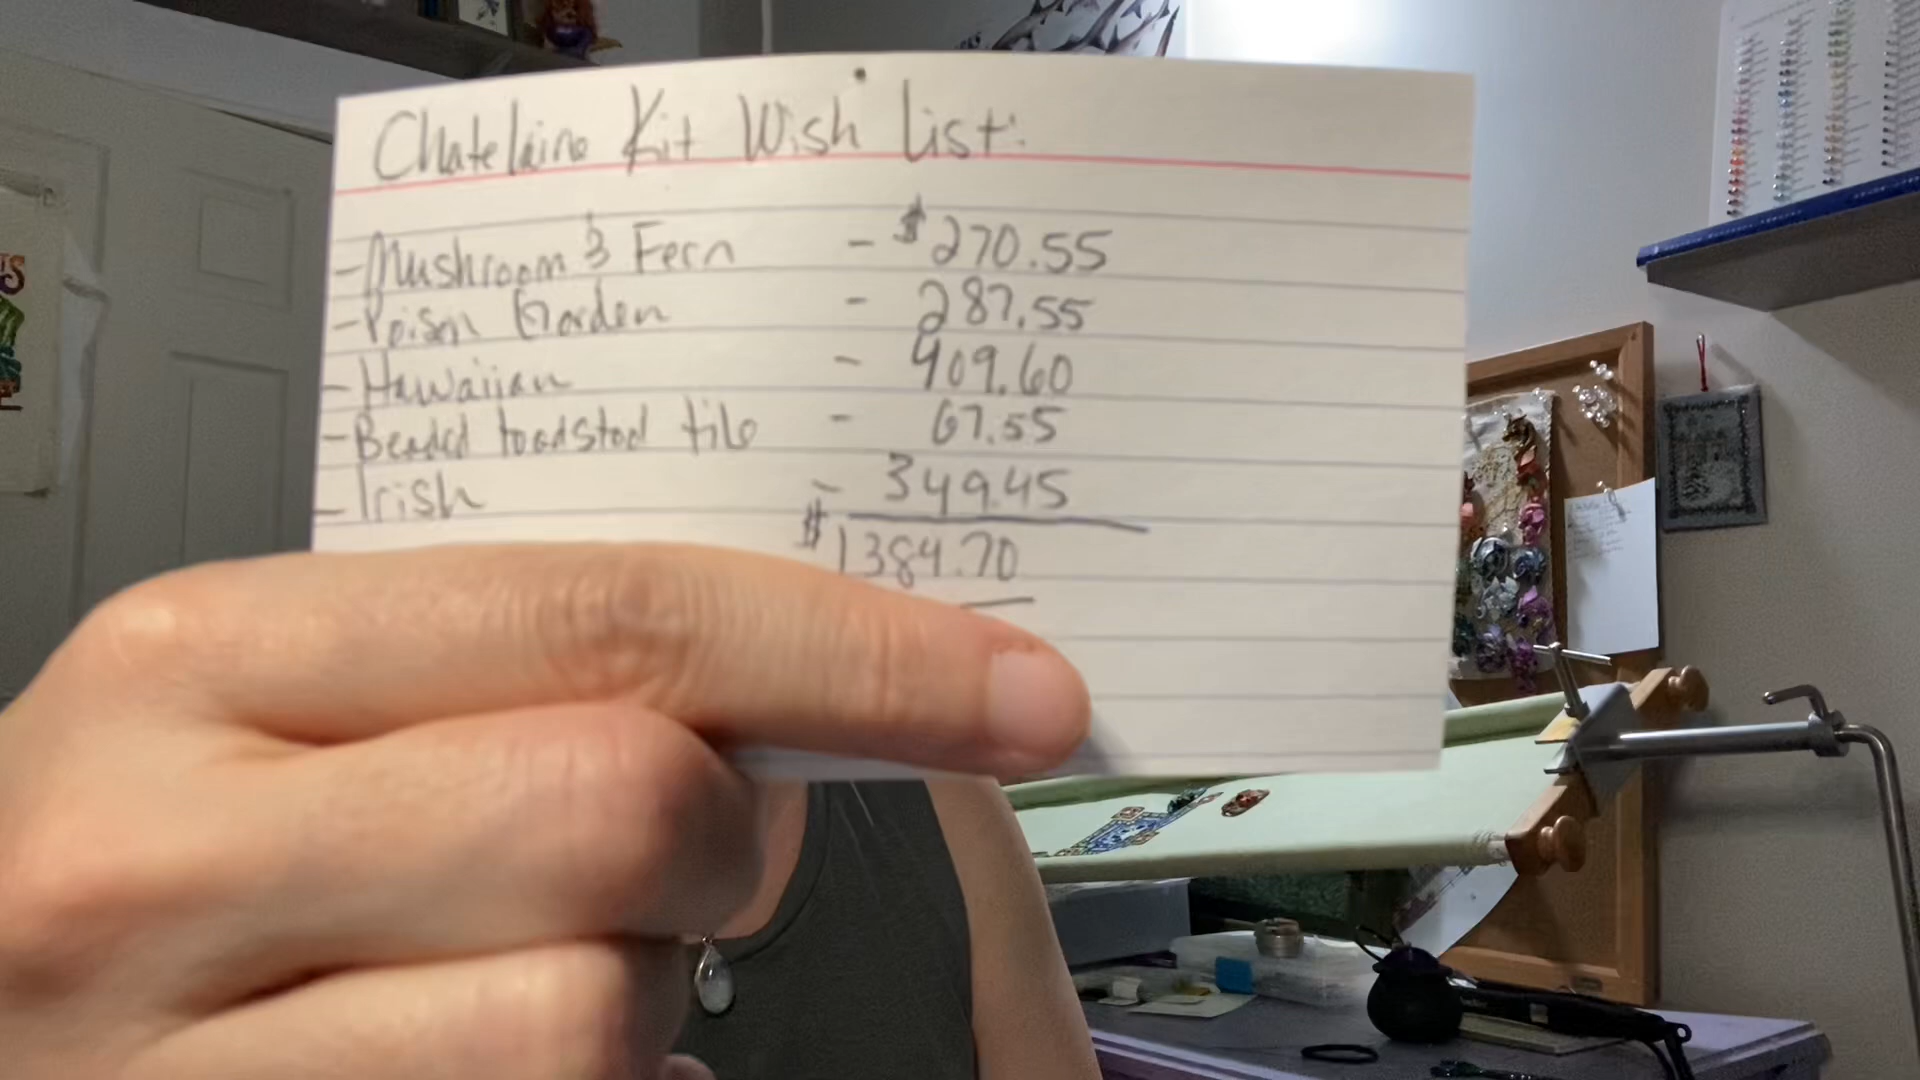 Chatelaine Kit Wish List:
- Mushroom & Fern - $270.55
- Poison Garden - 287.55
- Hawaiian - 409.60
- Beaded toadstool tile - 67.55
- Irish - 349.45
$1384.70